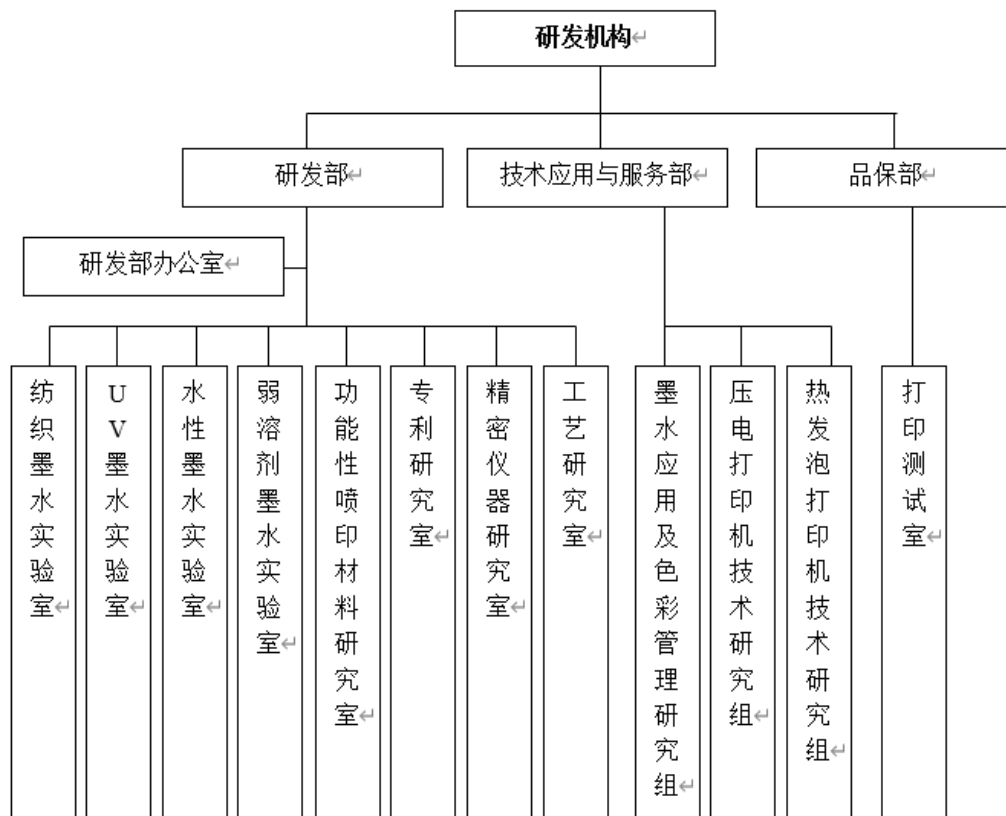 研发机构
研发部
技术应用与服务部
品保部
研发部办公室
纺织墨水实验室
UV墨水实验室
水性墨水实验室
弱溶剂墨水实验室
功能性喷印材料研究室
专利研究室
精密仪器研究室
工艺研究室
墨水应用及色彩管理研究组
压电打印机技术研究组
热发泡打印机技术研究组
打印测试室